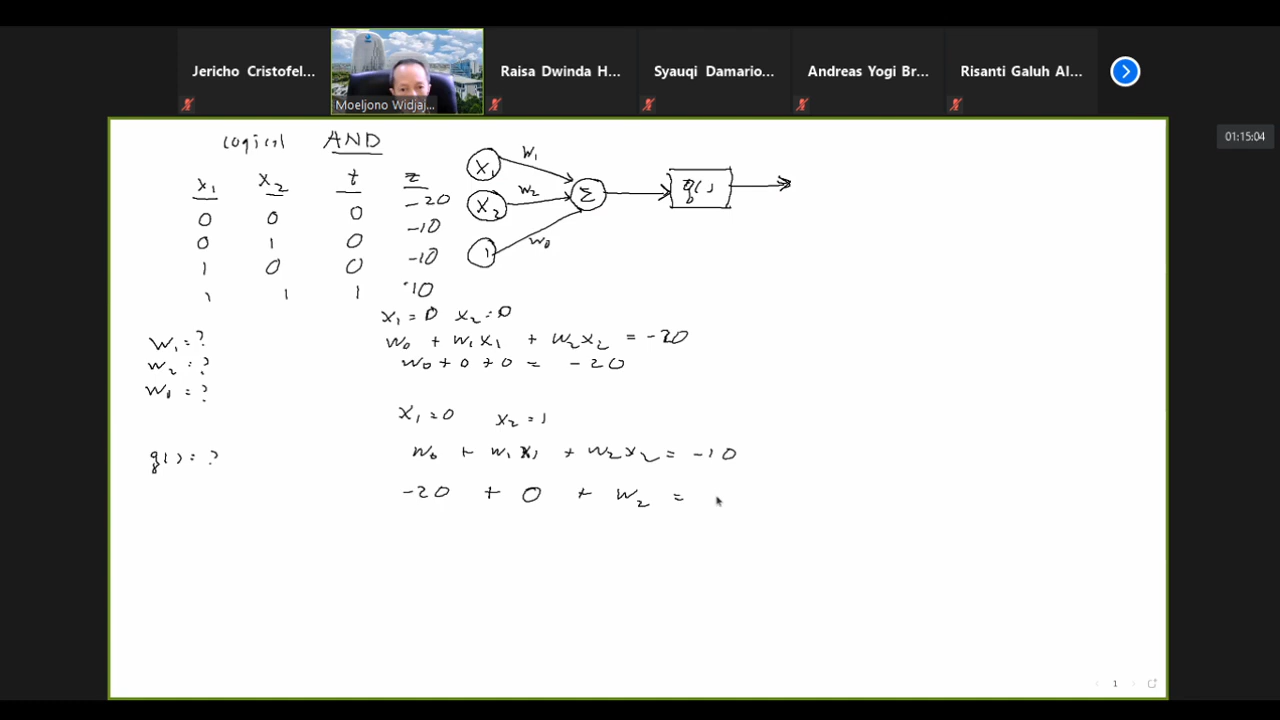 Jericho Cristofel...
Moeljono Widjaj...
Raisa Dwinda H...
Syauqi Damario...
Andreas Yogi Br...
Risanti Galuh Al...
01:15:04
Logical AND
x₁ x₂ t z
0 0 0 -20
0 1 0 -10
1 0 0 -10
1 1 1 10
x₁ w₁
x₂ w₂
1 w₀
Σ
g( )
w₁ = ?
w₂ = ?
w₀ = ?
g( ) = ?
x₁ = 0 x₂ = 0
w₀ + w₁x₁ + w₂x₂ = -20
w₀ + 0 + 0 = -20
x₁ = 0 x₂ = 1
w₀ + w₁x₁ + w₂x₂ = -10
-20 + 0 + w₂ =
1